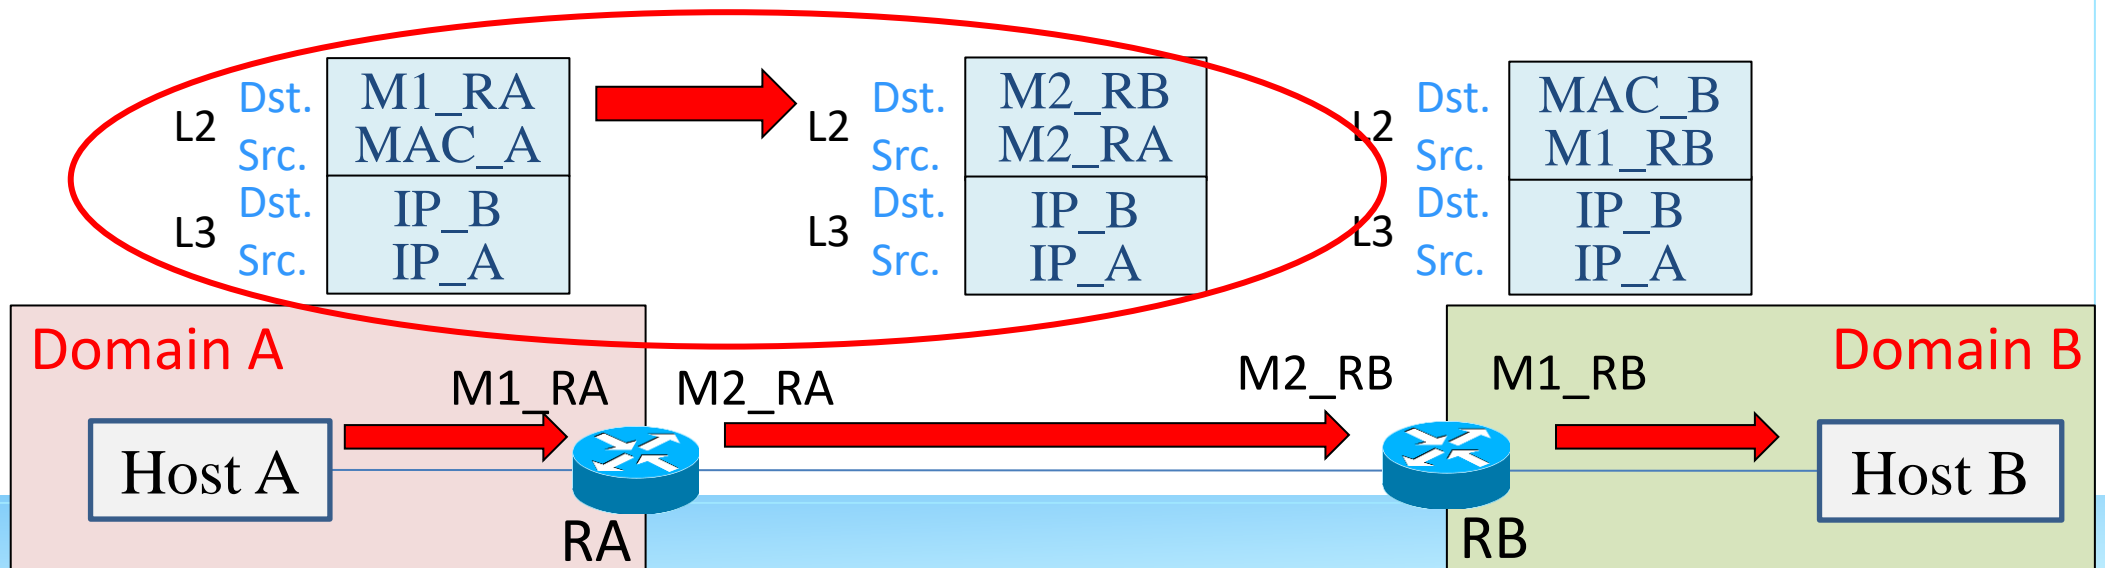 L2
Dst. M1_RA
Src. MAC_A
L3
Dst. IP_B
Src. IP_A
L2
Dst. M2_RB
Src. M2_RA
L3
Dst. IP_B
Src. IP_A
L2
Dst. MAC_B
Src. M1_RB
L3
Dst. IP_B
Src. IP_A
Domain A
M1_RA
M2_RA
M2_RB
M1_RB
Domain B
Host A
RA
RB
Host B